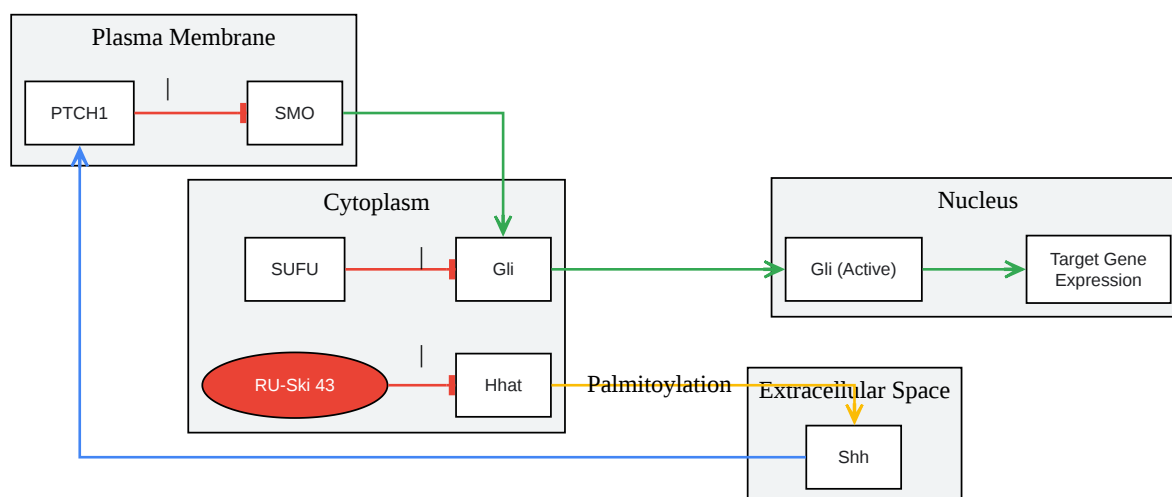 Plasma Membrane
PTCH1
|
SMO
Cytoplasm
SUFU
|
Gli
RU-Ski 43
|
Hhat
Palmitoylation
Nucleus
Gli (Active)
Target Gene
Expression
Extracellular Space
Shh